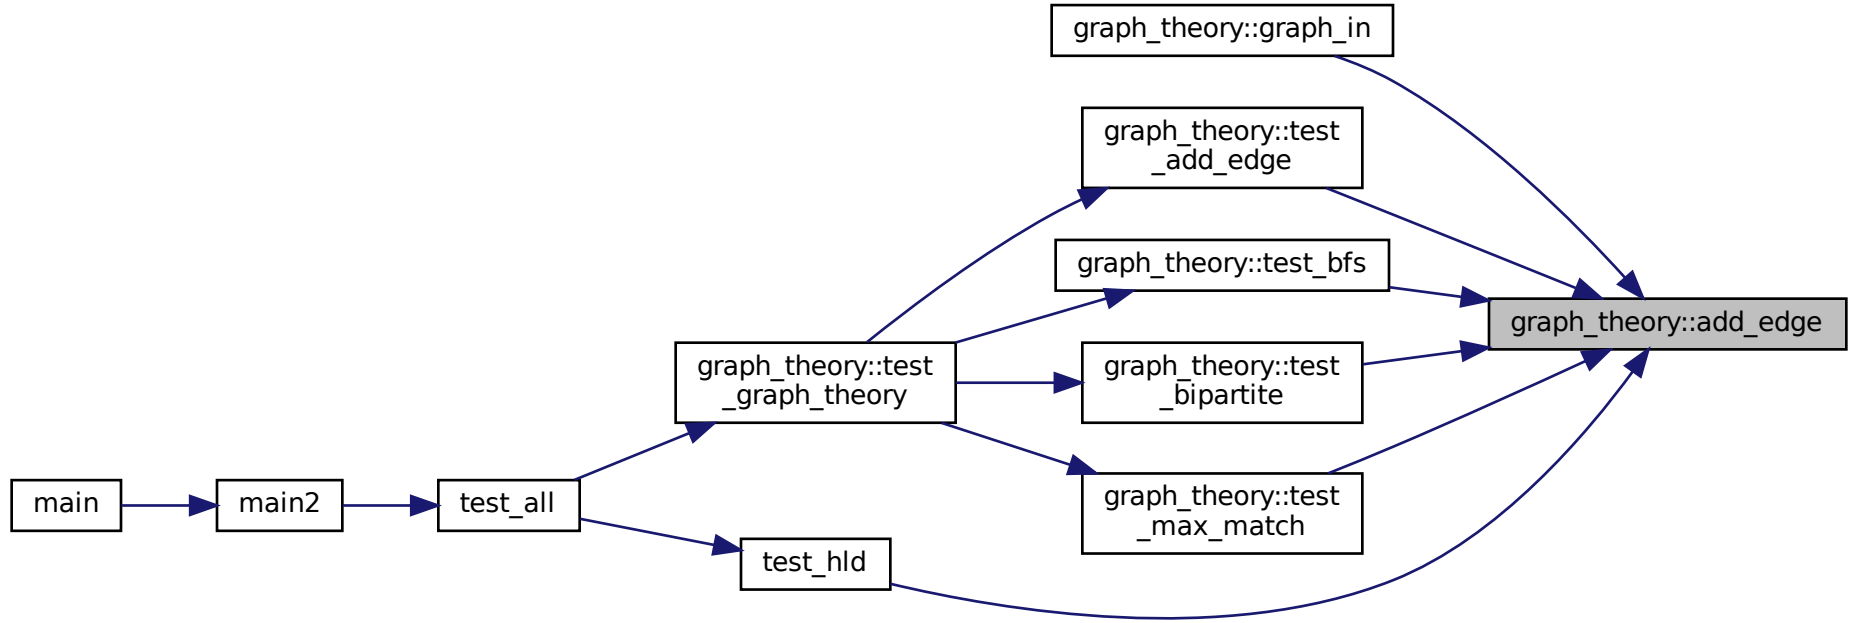 graph_theory::graph_in
graph_theory::test
_add_edge
graph_theory::test_bfs
graph_theory::add_edge
graph_theory::test
_graph_theory
graph_theory::test
_bipartite
main
main2
test_all
graph_theory::test
_max_match
test_hld